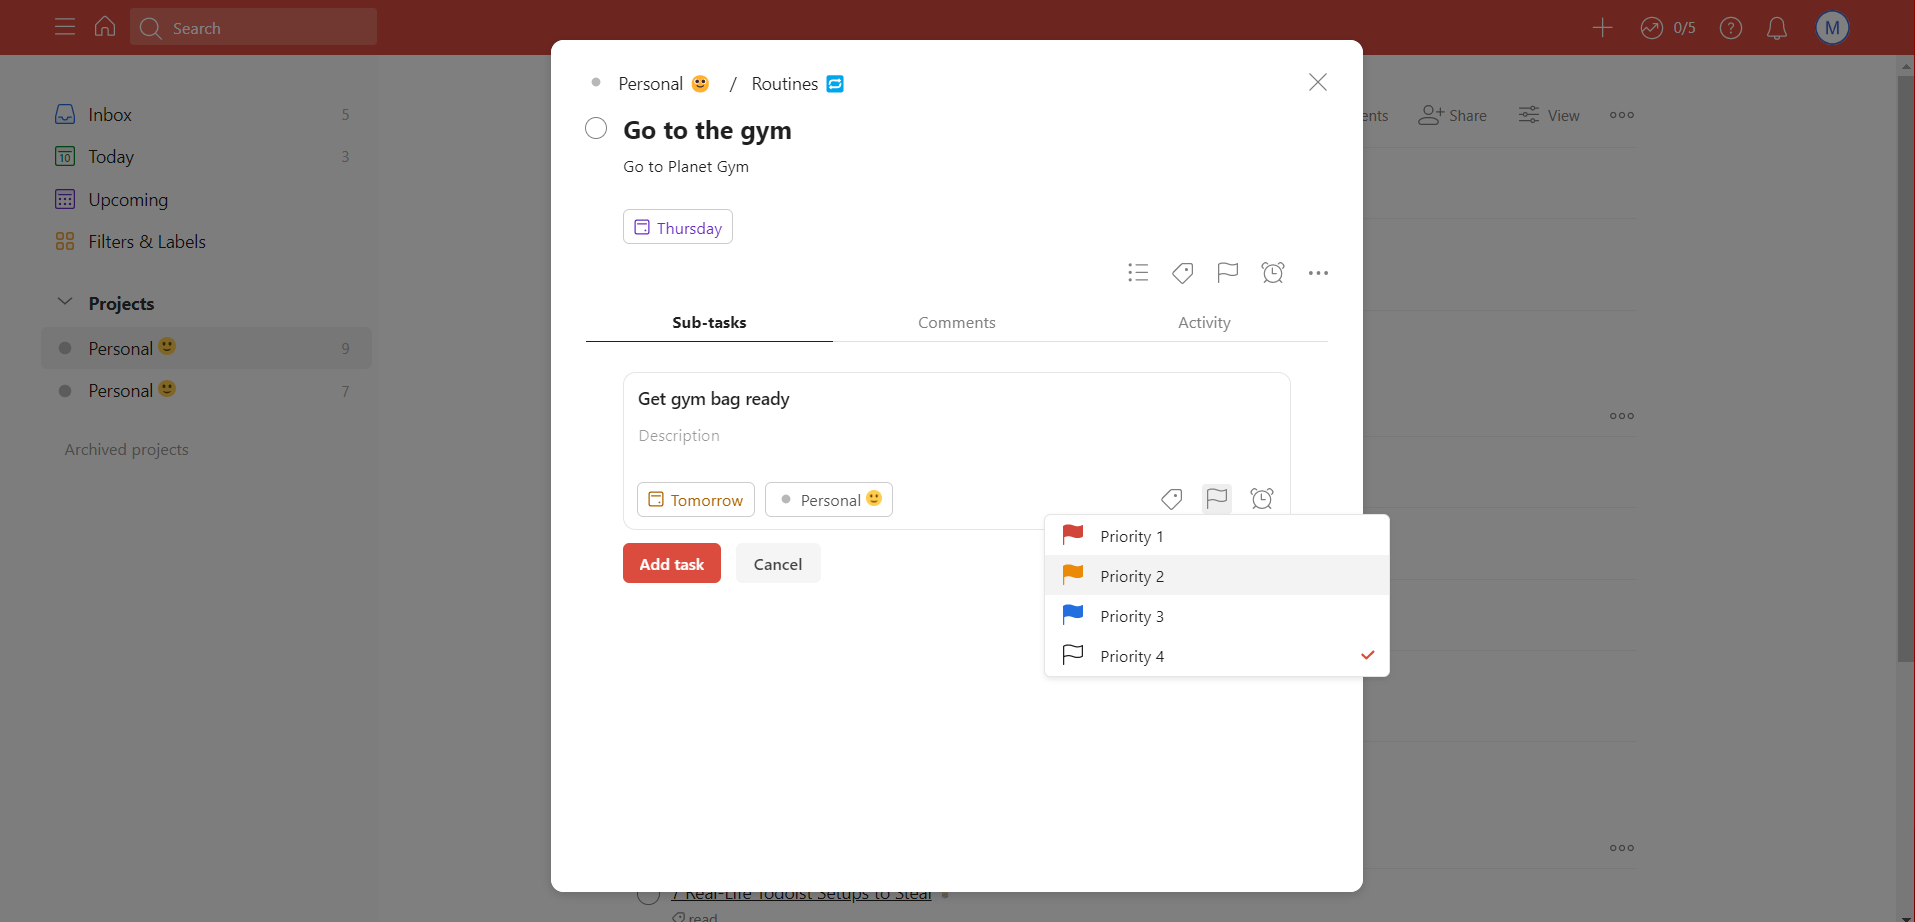 Search
0/5
M
Inbox 5
Today 3
10
Upcoming
Filters & Labels
Projects
Personal 9
Personal 7
Archived projects
Share
View
Personal / Routines
Go to the gym
Go to Planet Gym
Thursday
Sub-tasks Comments Activity
Get gym bag ready
Description
Tomorrow Personal
Add task Cancel
Priority 1
Priority 2
Priority 3
Priority 4
7 Real-Life Todoist Setups to Steal
read